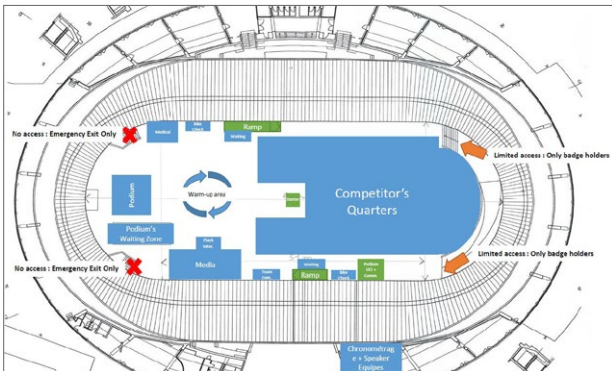 No access : Emergency Exit Only
Medical
Bike
Check
Ramp
Waiting
Limited access : Only badge holders
Podium
Warm-up area
Competitor's
Quarters
Podium's
Waiting Zone
Media
Waiting
Team
Ramp
Bike
Check
Podium
No access : Emergency Exit Only
Limited access : Only badge holders
Chronométrag
e + Speaker
Equipes